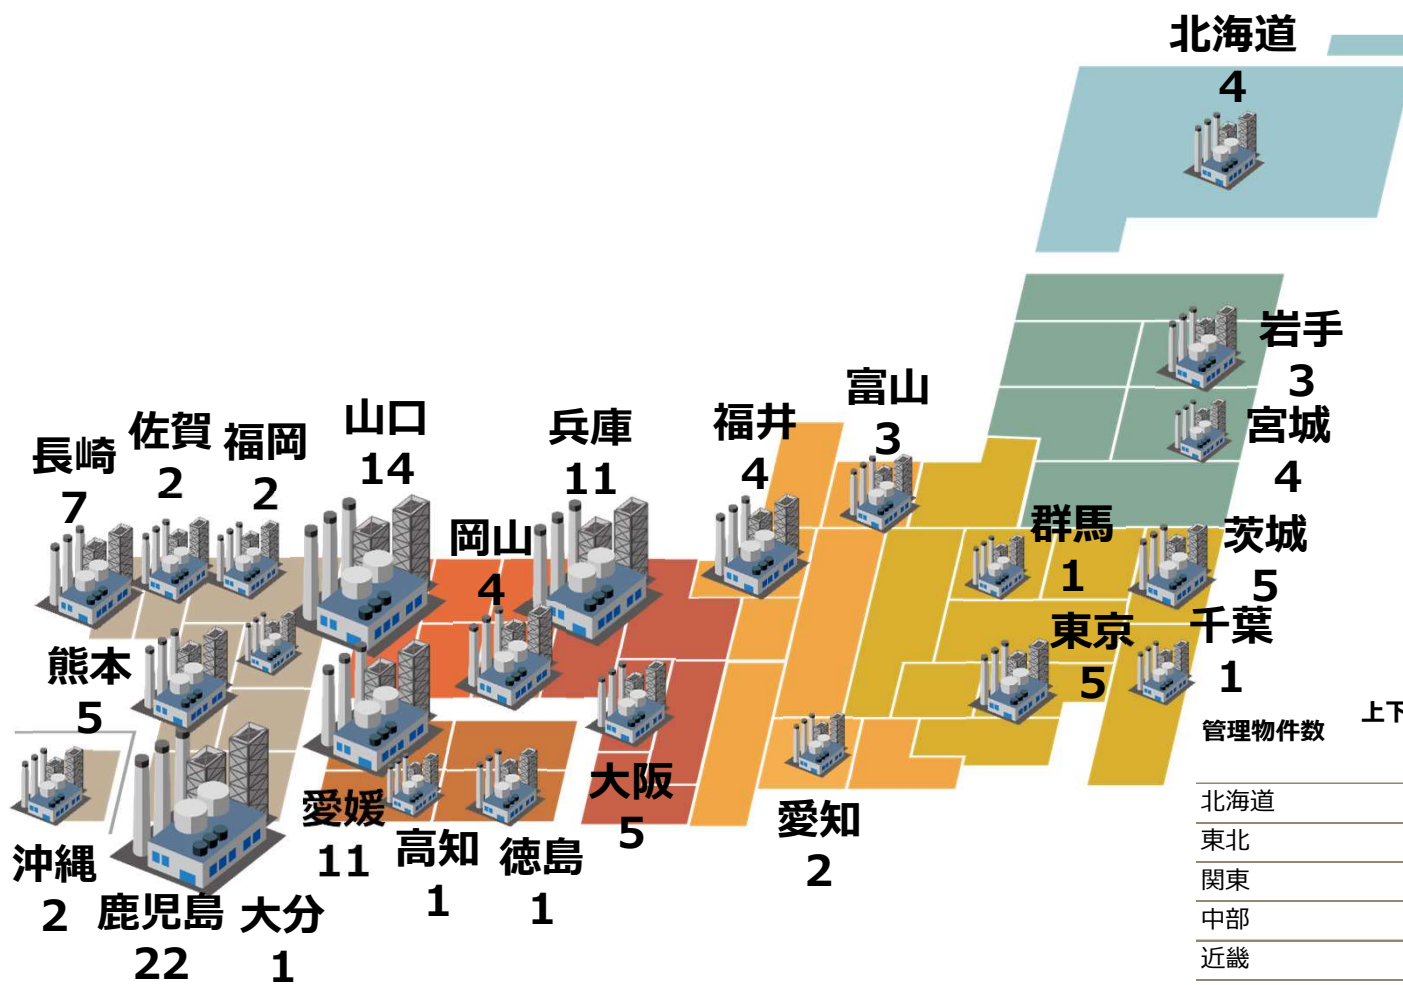 北海道
4
岩手
3
宮城
4
富山
3
福井
4
兵庫
11
山口
14
福岡
2
佐賀
2
長崎
7
岡山
4
群馬
1
茨城
5
東京
5
千葉
1
熊本
5
大阪
5
愛知
2
愛媛
11
高知
1
徳島
1
沖縄
2
鹿児島
22
大分
1
管理物件数
上下
北海道
東北
関東
中部
近畿